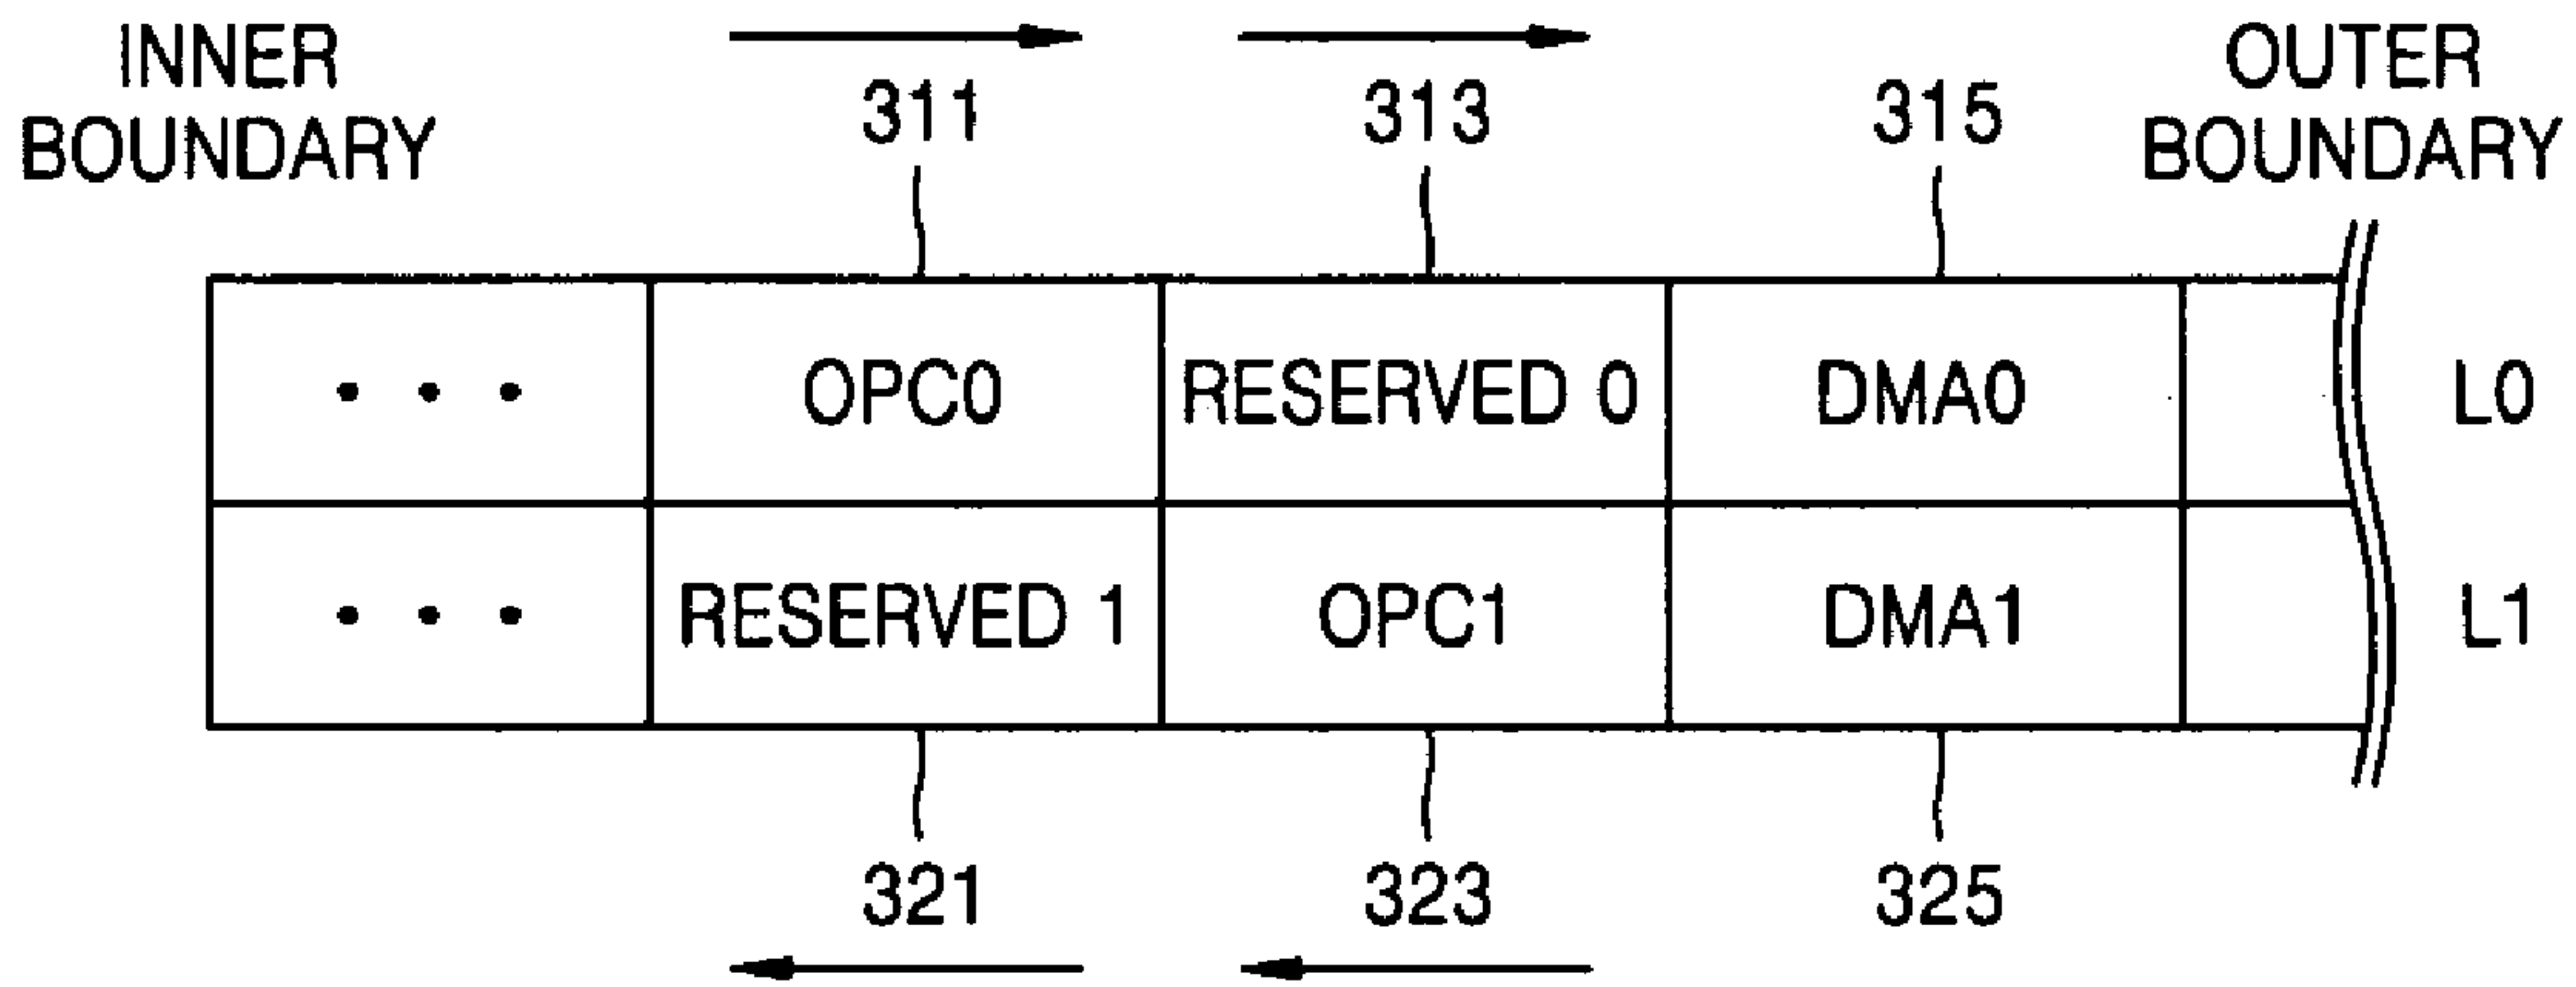 INNER
BOUNDARY
311
313
315
OUTER
BOUNDARY
• • •
OPC0
RESERVED 0
DMA0
L0
• • •
RESERVED 1
OPC1
DMA1
L1
321
323
325